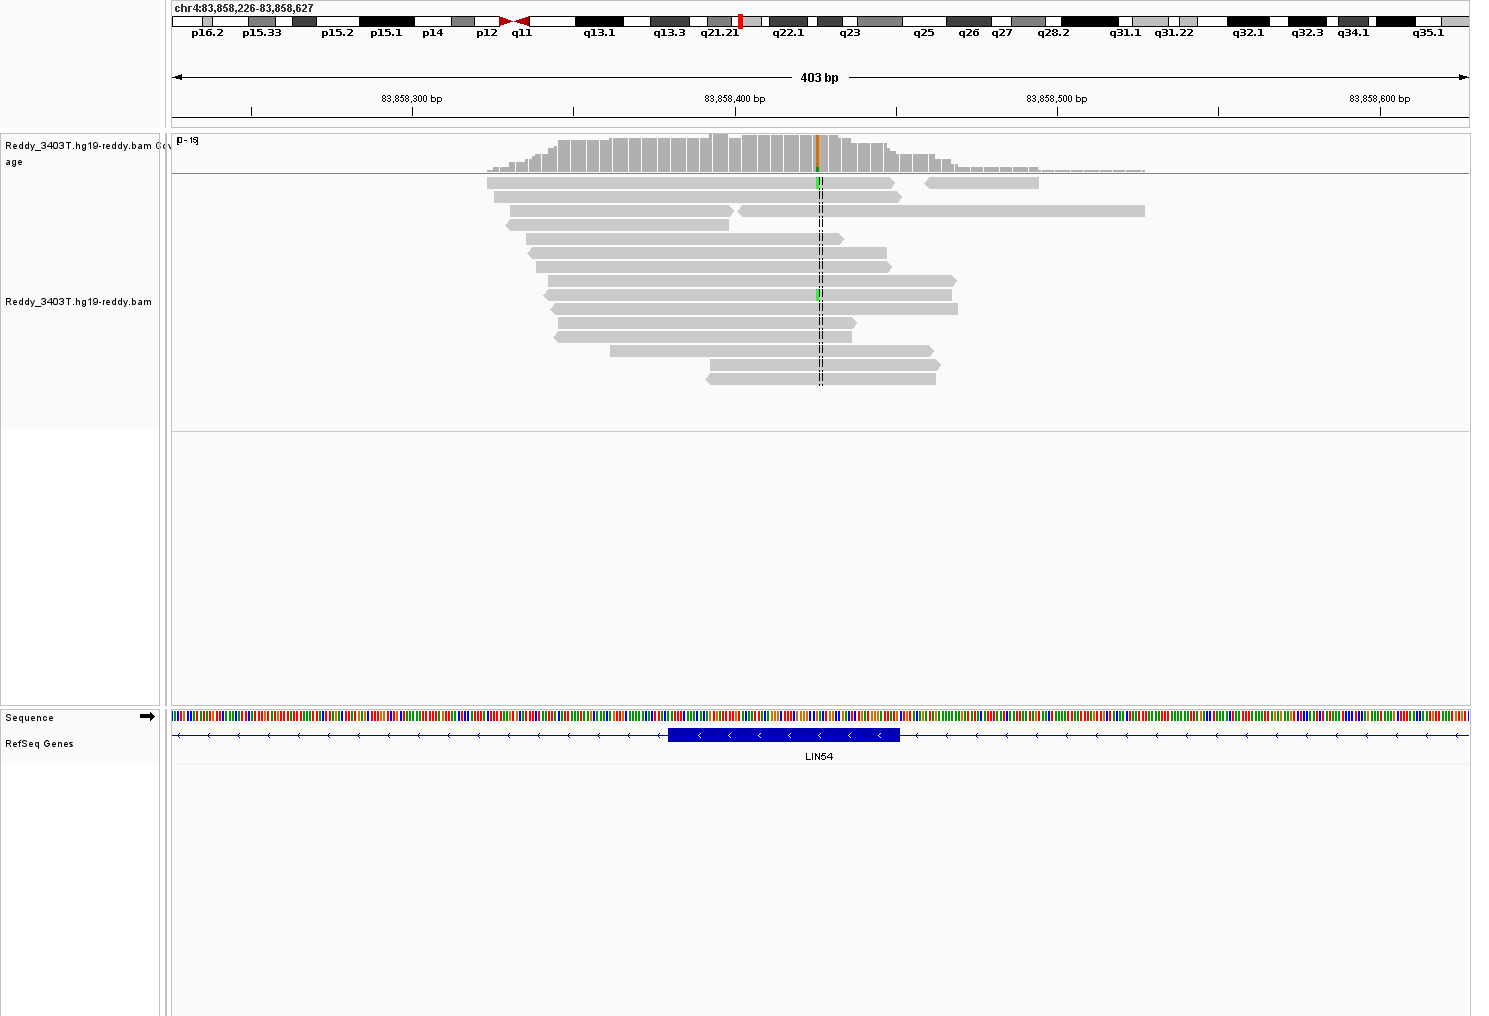 chr4:83,858,226-83,858,627
p16.2 p15.33 p15.2 p15.1 p14 p12 q11 q13.1 q13.3 q21.21 q22.1 q23 q25 q26 q27 q28.2 q31.1 q31.22 q32.1 q32.3 q34.1 q35.1
403 bp
83,858,300 bp 83,858,400 bp 83,858,500 bp 83,858,600 bp
Reddy_3403T.hg19-reddy.bam Cov
age
[0 - 15]
Reddy_3403T.hg19-reddy.bam
Sequence
RefSeq Genes
LIN54